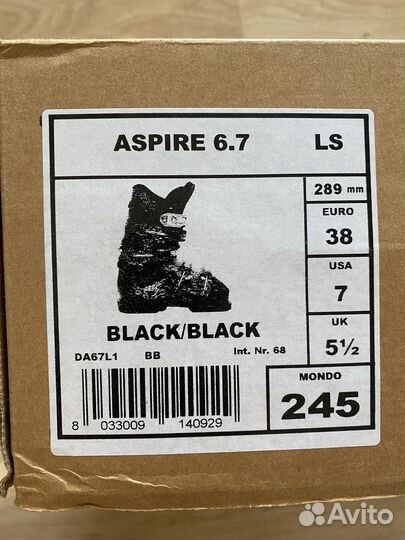 ASPIRE 6.7 LS
289 mm
EURO
38
USA
7
UK
5½
BLACK/BLACK
DA67L1 BB Int. Nr. 68
MONDO
245
8 033009 140929
Avito